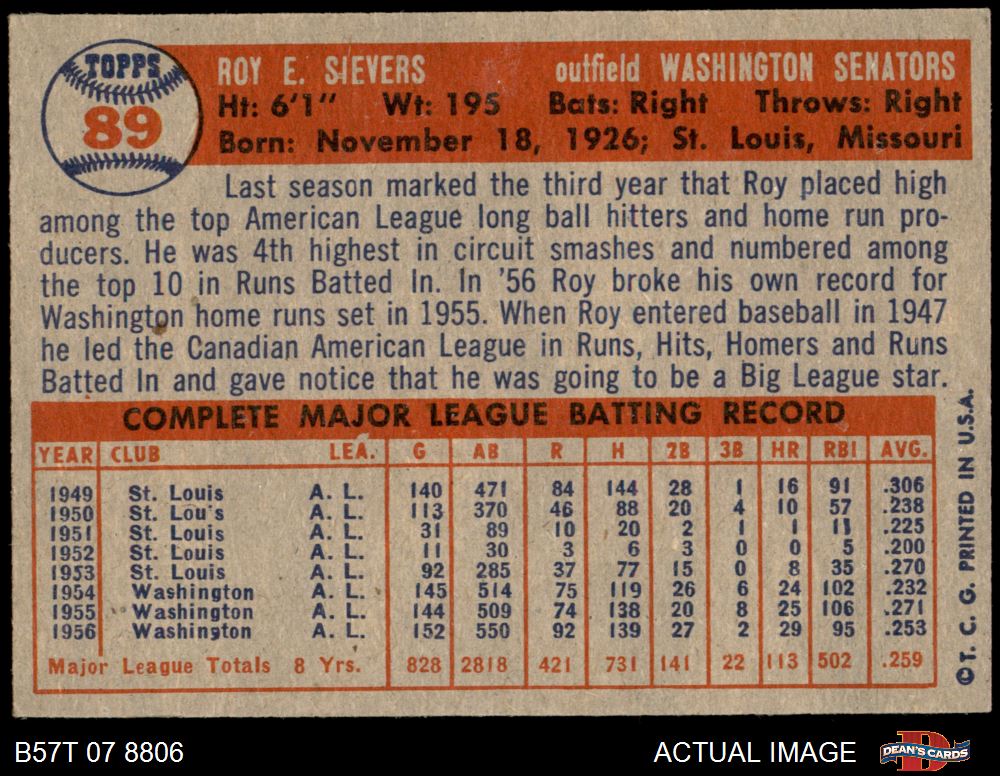 TOPPS
89
ROY E. SIEVERS outfield WASHINGTON SENATORS
Ht: 6'1" Wt: 195 Bats: Right Throws: Right
Born: November 18, 1926; St. Louis, Missouri
Last season marked the third year that Roy placed high
among the top American League long ball hitters and home run pro-
ducers. He was 4th highest in circuit smashes and numbered among
the top 10 in Runs Batted In. In '56 Roy broke his own record for
Washington home runs set in 1955. When Roy entered baseball in 1947
he led the Canadian American League in Runs, Hits, Homers and Runs
Batted In and gave notice that he was going to be a Big League star.
COMPLETE MAJOR LEAGUE BATTING RECORD
YEAR CLUB LEA. G AB R H 2B 3B HR RBI AVG.
1949 St. Louis A. L. 140 471 84 144 28 1 16 91 .306
1950 St. Lou's A. L. 113 370 46 88 20 4 10 57 .238
1951 St. Louis A. L. 31 89 10 20 2 1 1 11 .225
1952 St. Louis A. L. 11 30 3 6 3 0 0 5 .200
1953 St. Louis A. L. 92 285 37 77 15 0 8 35 .270
1954 Washington A. L. 145 514 75 119 26 6 24 102 .232
1955 Washington A. L. 144 509 74 138 20 8 25 106 .271
1956 Washington A. L. 152 550 92 139 27 2 29 95 .253
Major League Totals 8 Yrs. 828 2818 421 731 141 22 113 502 .259
©T. C. G. PRINTED IN U.S.A.
B57T 07 8806 ACTUAL IMAGE
DEAN'S CARDS